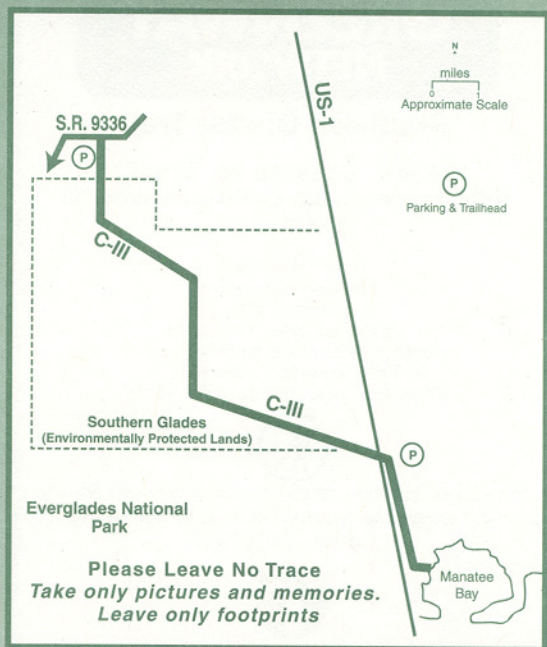 N
miles
0 1
Approximate Scale
US-1
S.R. 9336
P
P
Parking & Trailhead
C-III
C-III
Southern Glades
(Environmentally Protected Lands)
P
Everglades National
Park
Please Leave No Trace
Take only pictures and memories.
Leave only footprints
Manatee
Bay